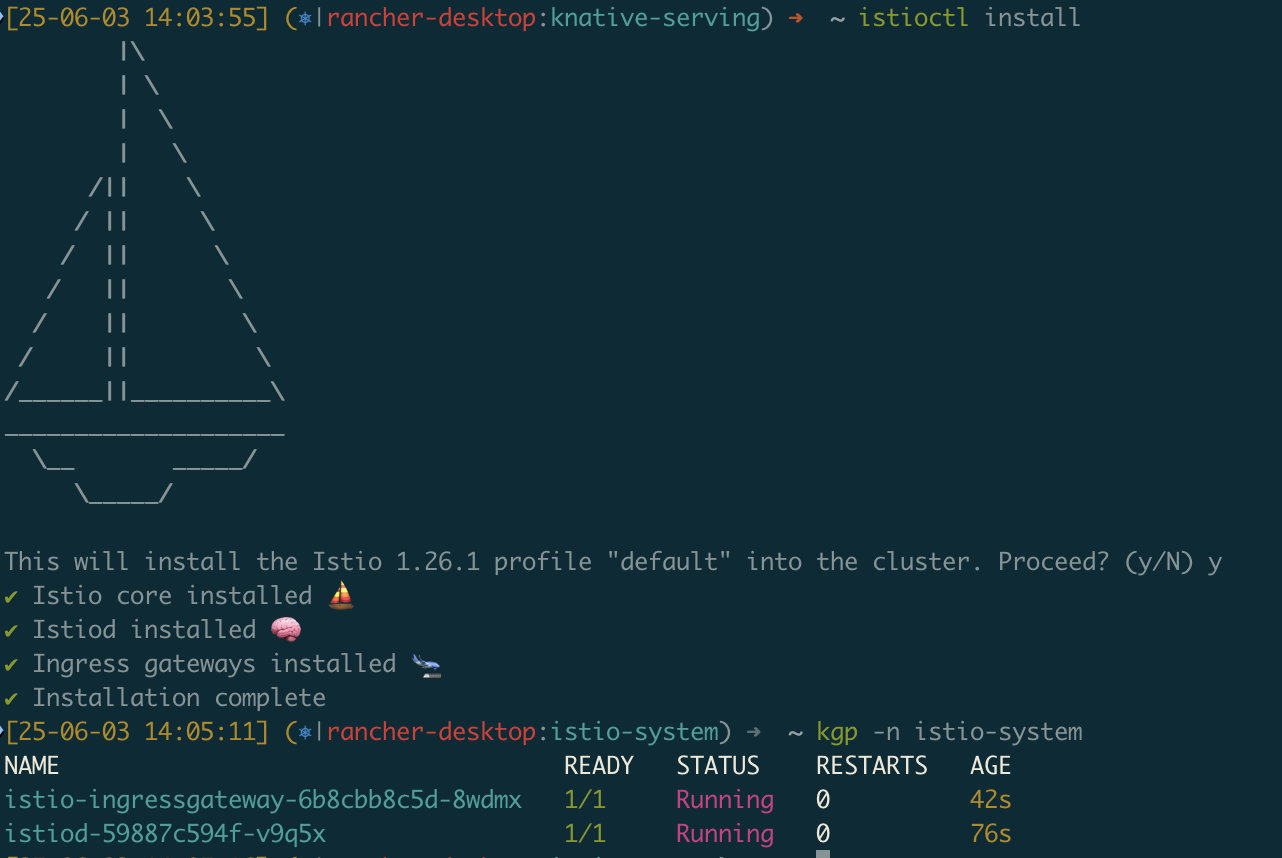 [25-06-03 14:03:55] (⎈|rancher-desktop:knative-serving) ➜  ~ istioctl install
        |\
        | \
        |  \
        |   \
      /||    \
     / ||     \
    /  ||      \
   /   ||       \
  /    ||        \
 /     ||         \
/______||__________\
____________________
  \__       _____/
     \_____/
This will install the Istio 1.26.1 profile "default" into the cluster. Proceed? (y/N) y
✔ Istio core installed ⛵️
✔ Istiod installed 🧠
✔ Ingress gateways installed 🛬
✔ Installation complete
[25-06-03 14:05:11] (⎈|rancher-desktop:istio-system) ➜  ~ kgp -n istio-system
NAME                                    READY   STATUS    RESTARTS   AGE
istio-ingressgateway-6b8cbb8c5d-8wdmx   1/1     Running   0          42s
istiod-59887c594f-v9q5x                 1/1     Running   0          76s